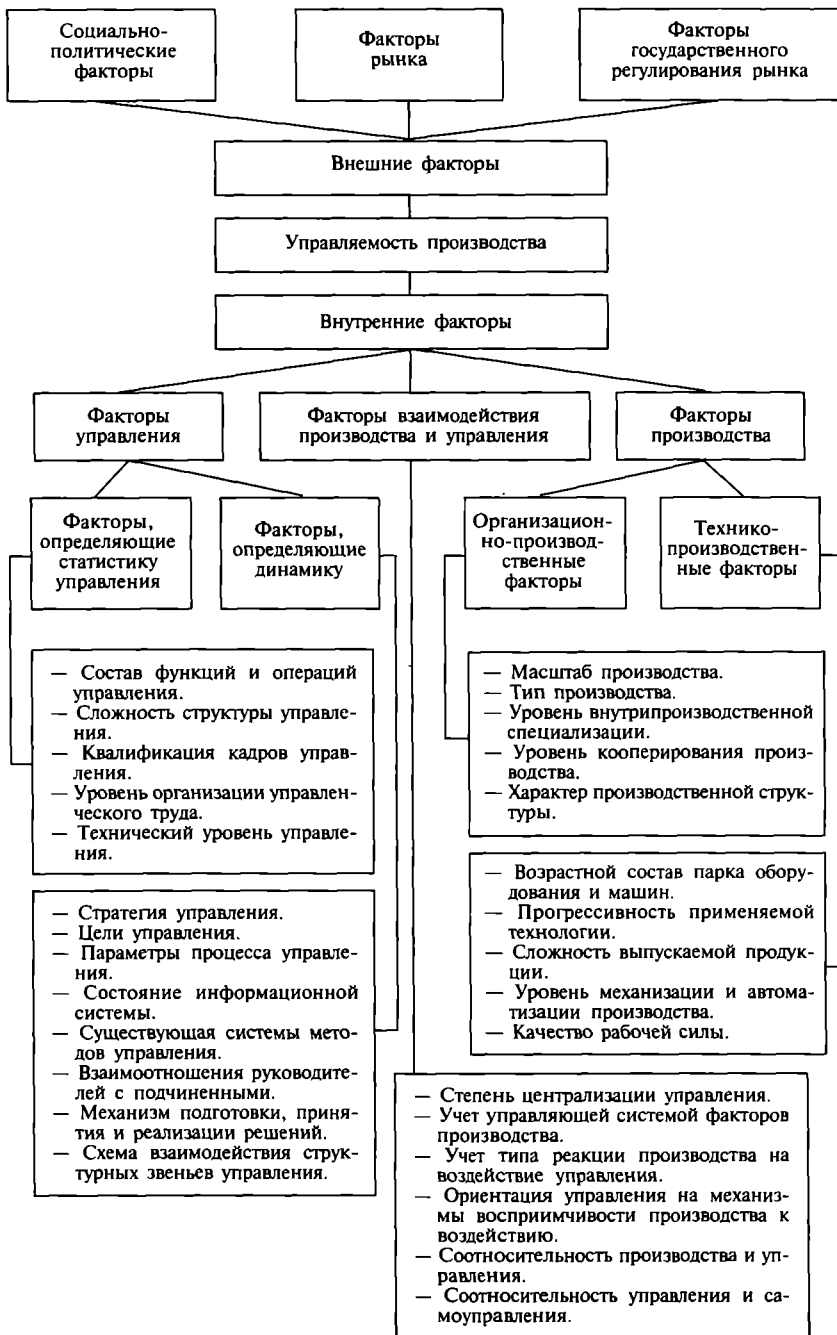 Социально-
политические
факторы
Факторы
рынка
Факторы
государственного
регулирования рынка
Внешние факторы
Управляемость производства
Внутренние факторы
Факторы
управления
Факторы взаимодействия
производства и управления
Факторы
производства
Факторы,
определяющие
статистику
управления
Факторы,
определяющие
динамику
Организацион-
но-производ-
ственные
факторы
Технико-
производствен-
ные факторы
— Состав функций и операций
управления.
— Сложность структуры управле-
ния.
— Квалификация кадров управ-
ления.
— Уровень организации управлен-
ческого труда.
— Технический уровень управле-
ния.
— Масштаб производства.
— Тип производства.
— Уровень внутрипроизводственной
специализации.
— Уровень кооперирования произ-
водства.
— Характер производственной струк-
туры.
— Стратегия управления.
— Цели управления.
— Параметры процесса управле-
ния.
— Состояние информационной
системы.
— Существующая системы мето-
дов управления.
— Взаимоотношения руководите-
лей с подчиненными.
— Механизм подготовки, приня-
тия и реализации решений.
— Схема взаимодействия струк-
турных звеньев управления.
— Возрастной состав парка обору-
дования и машин.
— Прогрессивность применяемой
технологии.
— Сложность выпускаемой продук-
ции.
— Уровень механизации и автома-
тизации производства.
— Качество рабочей силы.
— Степень централизации управления.
— Учет управляющей системой факторов
производства.
— Учет типа реакции производства на
воздействие управления.
— Ориентация управления на механиз-
мы восприимчивости производства к
воздействию.
— Соотносительность производства и уп-
равления.
— Соотносительность управления и са-
моуправления.